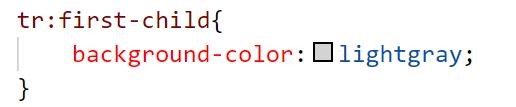 tr:first-child{
    background-color: lightgray;
}